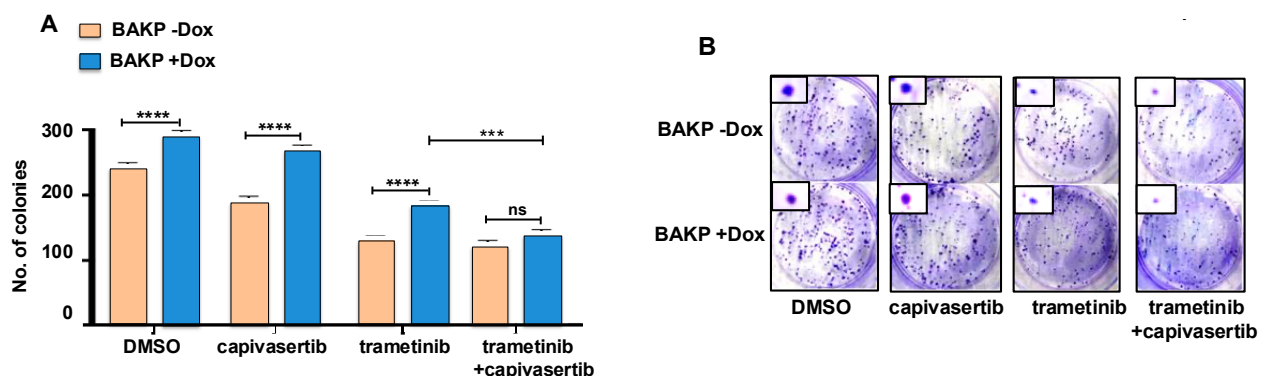 A
BAKP -Dox
BAKP +Dox
No. of colonies
300
200
100
0
****
****
****
***
ns
DMSO
capivasertib
trametinib
trametinib
+capivasertib
B
BAKP -Dox
BAKP +Dox
DMSO
capivasertib
trametinib
trametinib
+capivasertib